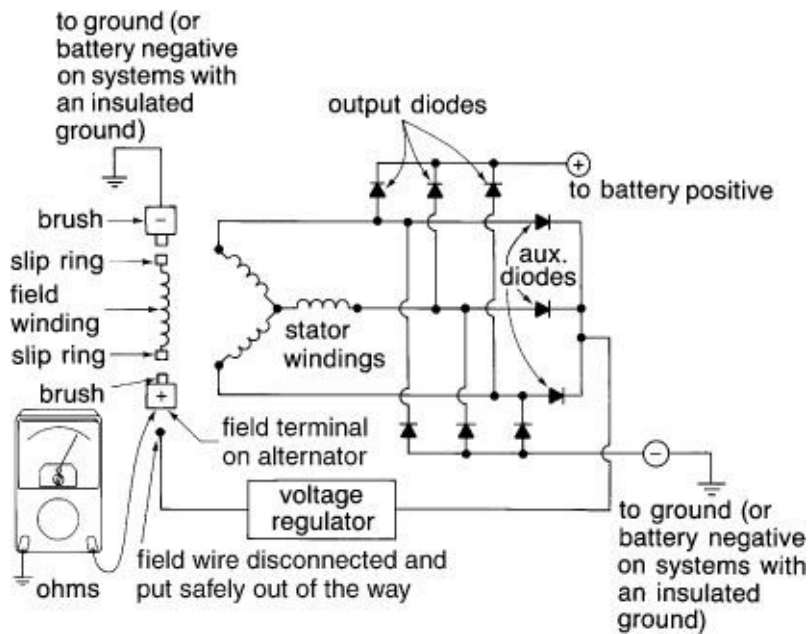 to ground (or
battery negative
on systems with
an insulated
ground)
output diodes
+
to battery positive
brush
−
slip ring
field
winding
slip ring
brush
+
aux.
diodes
stator
windings
field terminal
on alternator
−
voltage
regulator
ohms
field wire disconnected and
put safely out of the way
to ground (or
battery negative
on systems with
an insulated
ground)